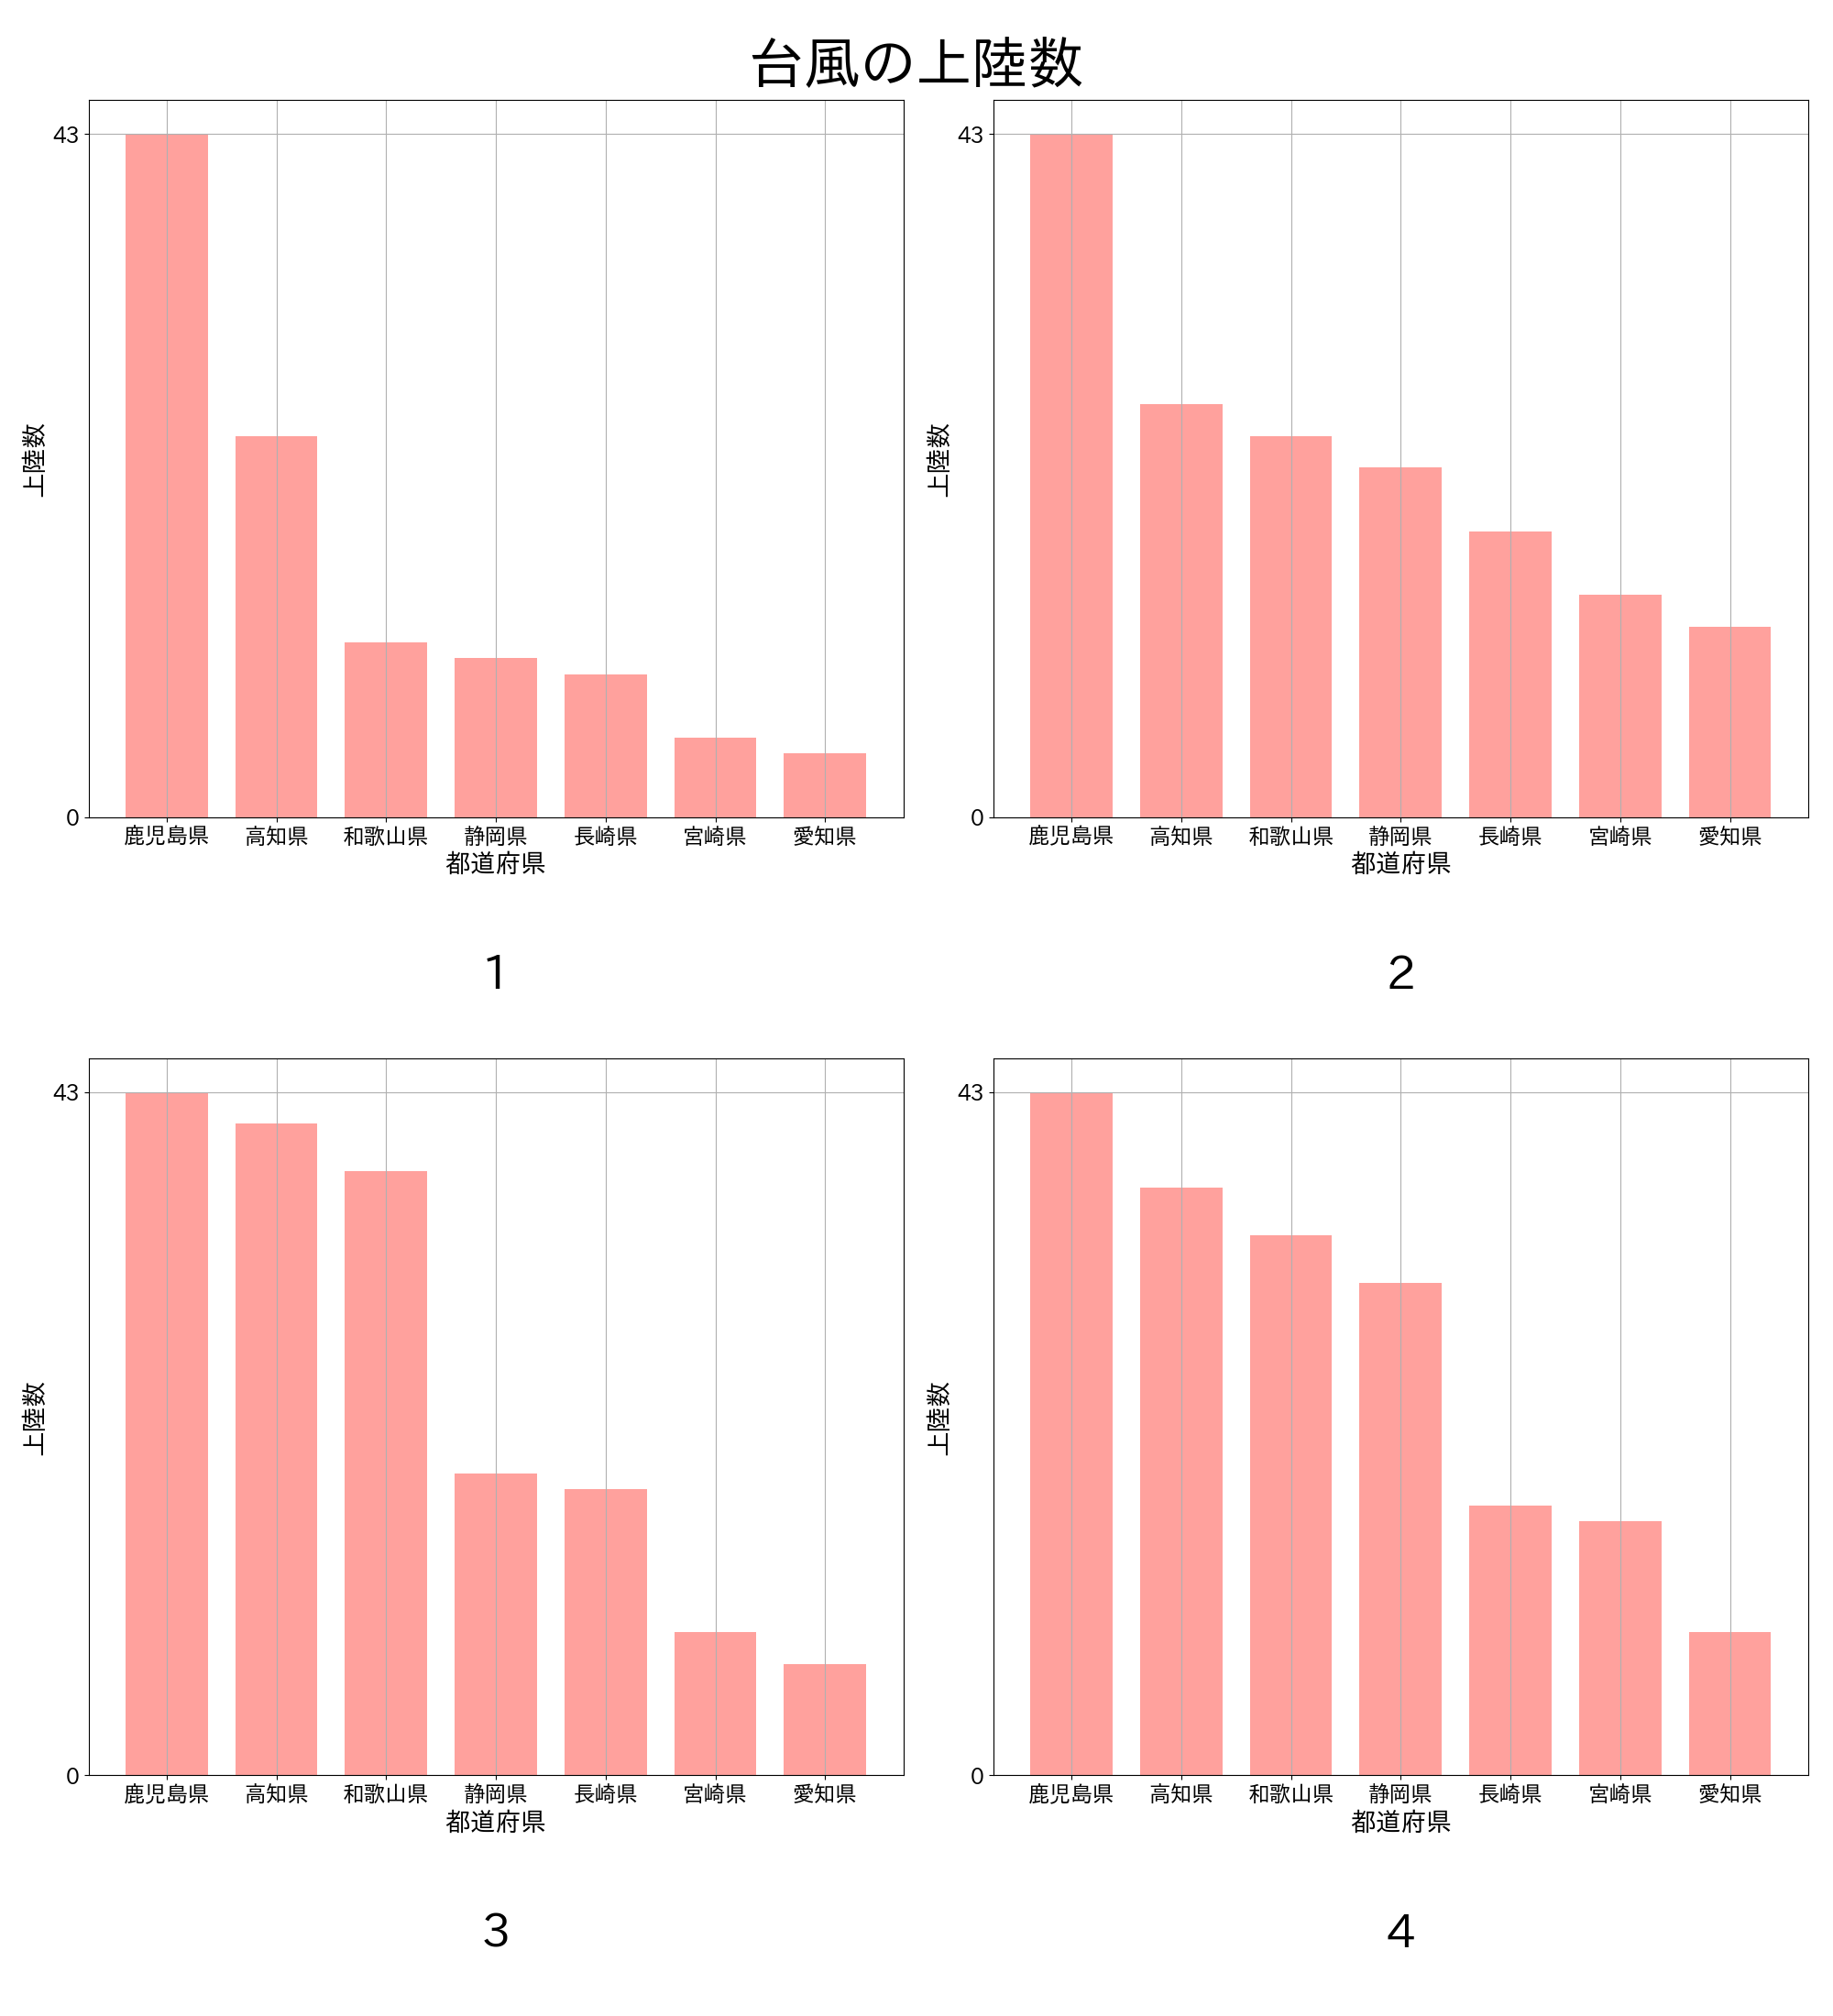 台風の上陸数
43
0
上陸数
鹿児島県 高知県 和歌山県 静岡県 長崎県 宮崎県 愛知県
都道府県
1
43
0
上陸数
鹿児島県 高知県 和歌山県 静岡県 長崎県 宮崎県 愛知県
都道府県
2
43
0
上陸数
鹿児島県 高知県 和歌山県 静岡県 長崎県 宮崎県 愛知県
都道府県
3
43
0
上陸数
鹿児島県 高知県 和歌山県 静岡県 長崎県 宮崎県 愛知県
都道府県
4